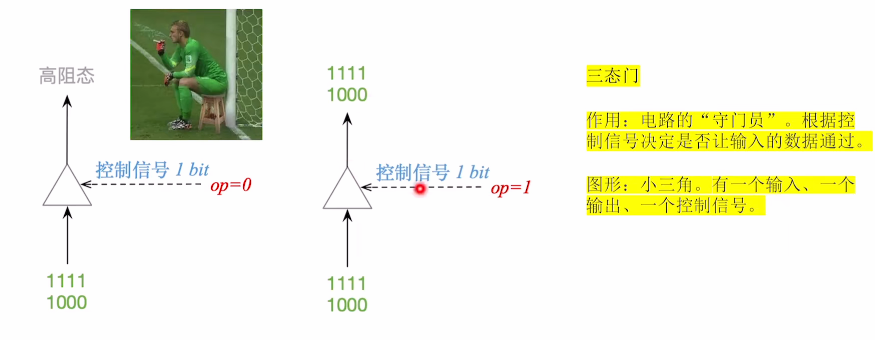 高阻态
控制信号 1 bit
op=0
1111
1000
1111
1000
控制信号 1 bit
op=1
1111
1000
三态门
作用：电路的“守门员”。根据控
制信号决定是否让输入的数据通过。
图形：小三角。有一个输入、一个
输出、一个控制信号。